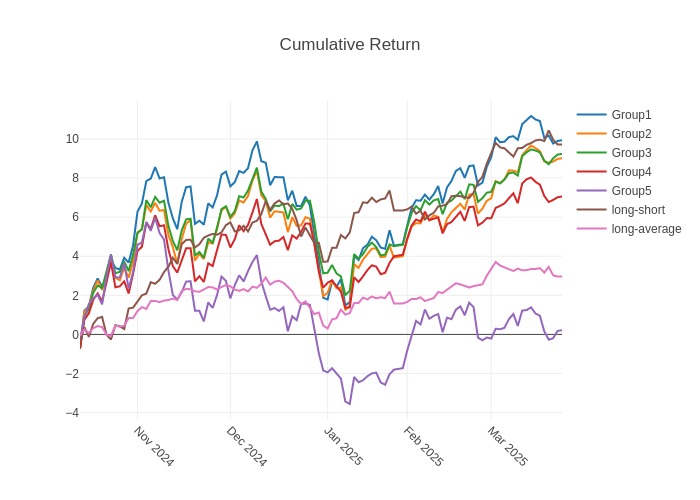 Cumulative Return
10
8
6
4
2
0
−2
−4
Nov 2024
Dec 2024
Jan 2025
Feb 2025
Mar 2025
Group1
Group2
Group3
Group4
Group5
long-short
long-average